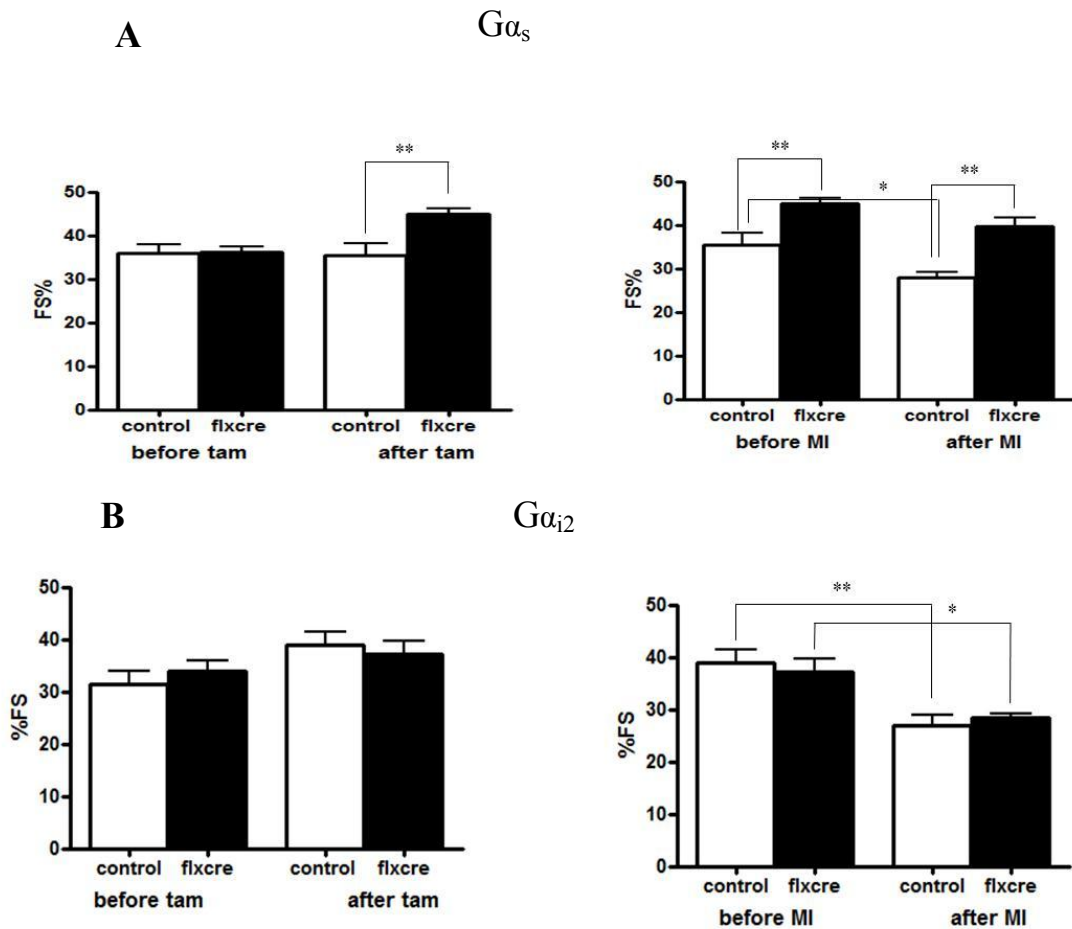 A
Gαs
**
50
40
30
20
10
0
FS%
control flxcre control flxcre
before tam after tam
** * **
50
40
30
20
10
0
FS%
control flxcre control flxcre
before MI after MI
B
Gαi2
50
40
30
20
10
0
%FS
control flxcre control flxcre
before tam after tam
**
*
50
40
30
20
10
0
%FS
control flxcre control flxcre
before MI after MI